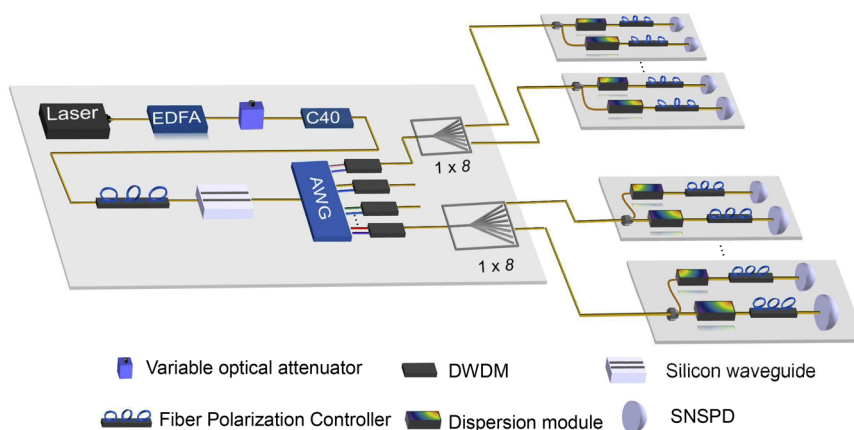 Laser
EDFA
C40
AWG
1 x 8
1 x 8
Variable optical attenuator
DWDM
Silicon waveguide
Fiber Polarization Controller
Dispersion module
SNSPD